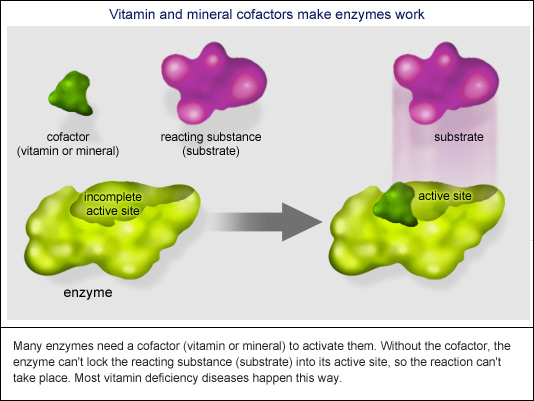 Vitamin and mineral cofactors make enzymes work
cofactor
(vitamin or mineral)
reacting substance
(substrate)
substrate
incomplete
active site
active site
enzyme
Many enzymes need a cofactor (vitamin or mineral) to activate them. Without the cofactor, the
enzyme can't lock the reacting substance (substrate) into its active site, so the reaction can't
take place. Most vitamin deficiency diseases happen this way.